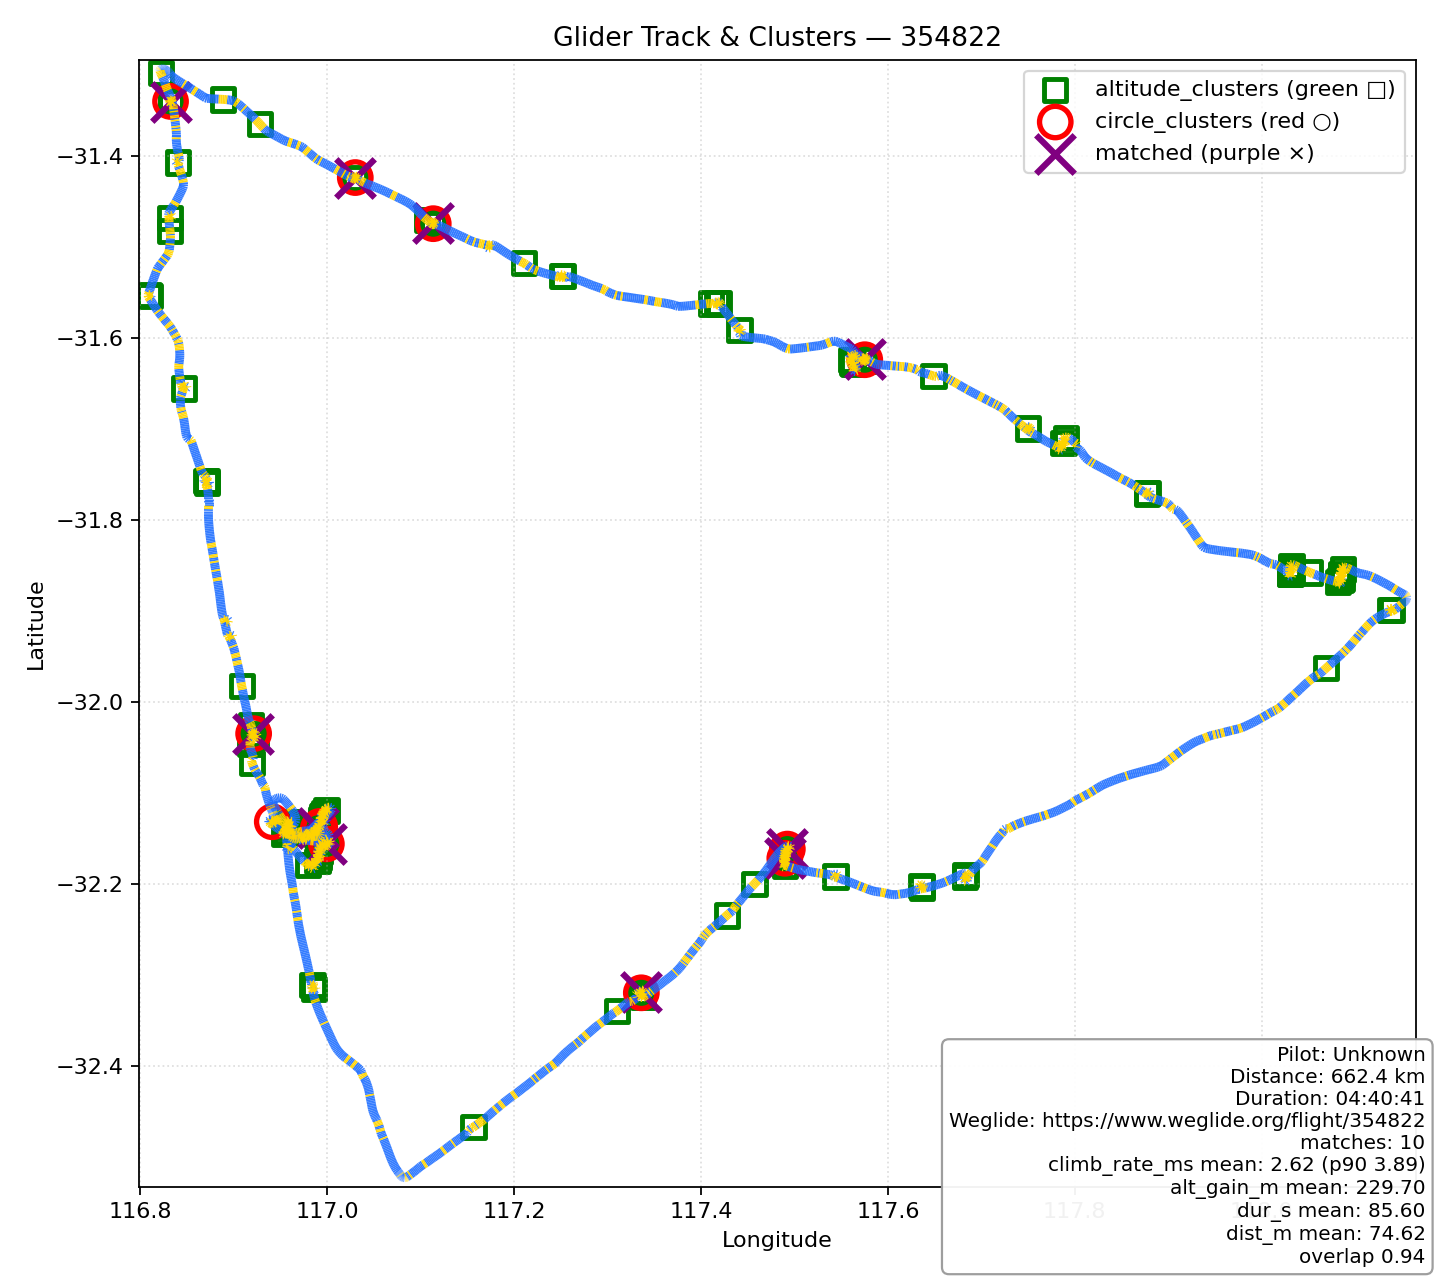 Glider Track & Clusters — 354822
altitude_clusters (green □)
circle_clusters (red ○)
matched (purple ×)
−31.4
−31.6
−31.8
−32.0
−32.2
−32.4
Latitude
116.8
117.0
117.2
117.4
117.6
117.8
Longitude
Pilot: Unknown
Distance: 662.4 km
Duration: 04:40:41
Weglide: https://www.weglide.org/flight/354822
matches: 10
climb_rate_ms mean: 2.62 (p90 3.89)
alt_gain_m mean: 229.70
dur_s mean: 85.60
dist_m mean: 74.62
overlap 0.94